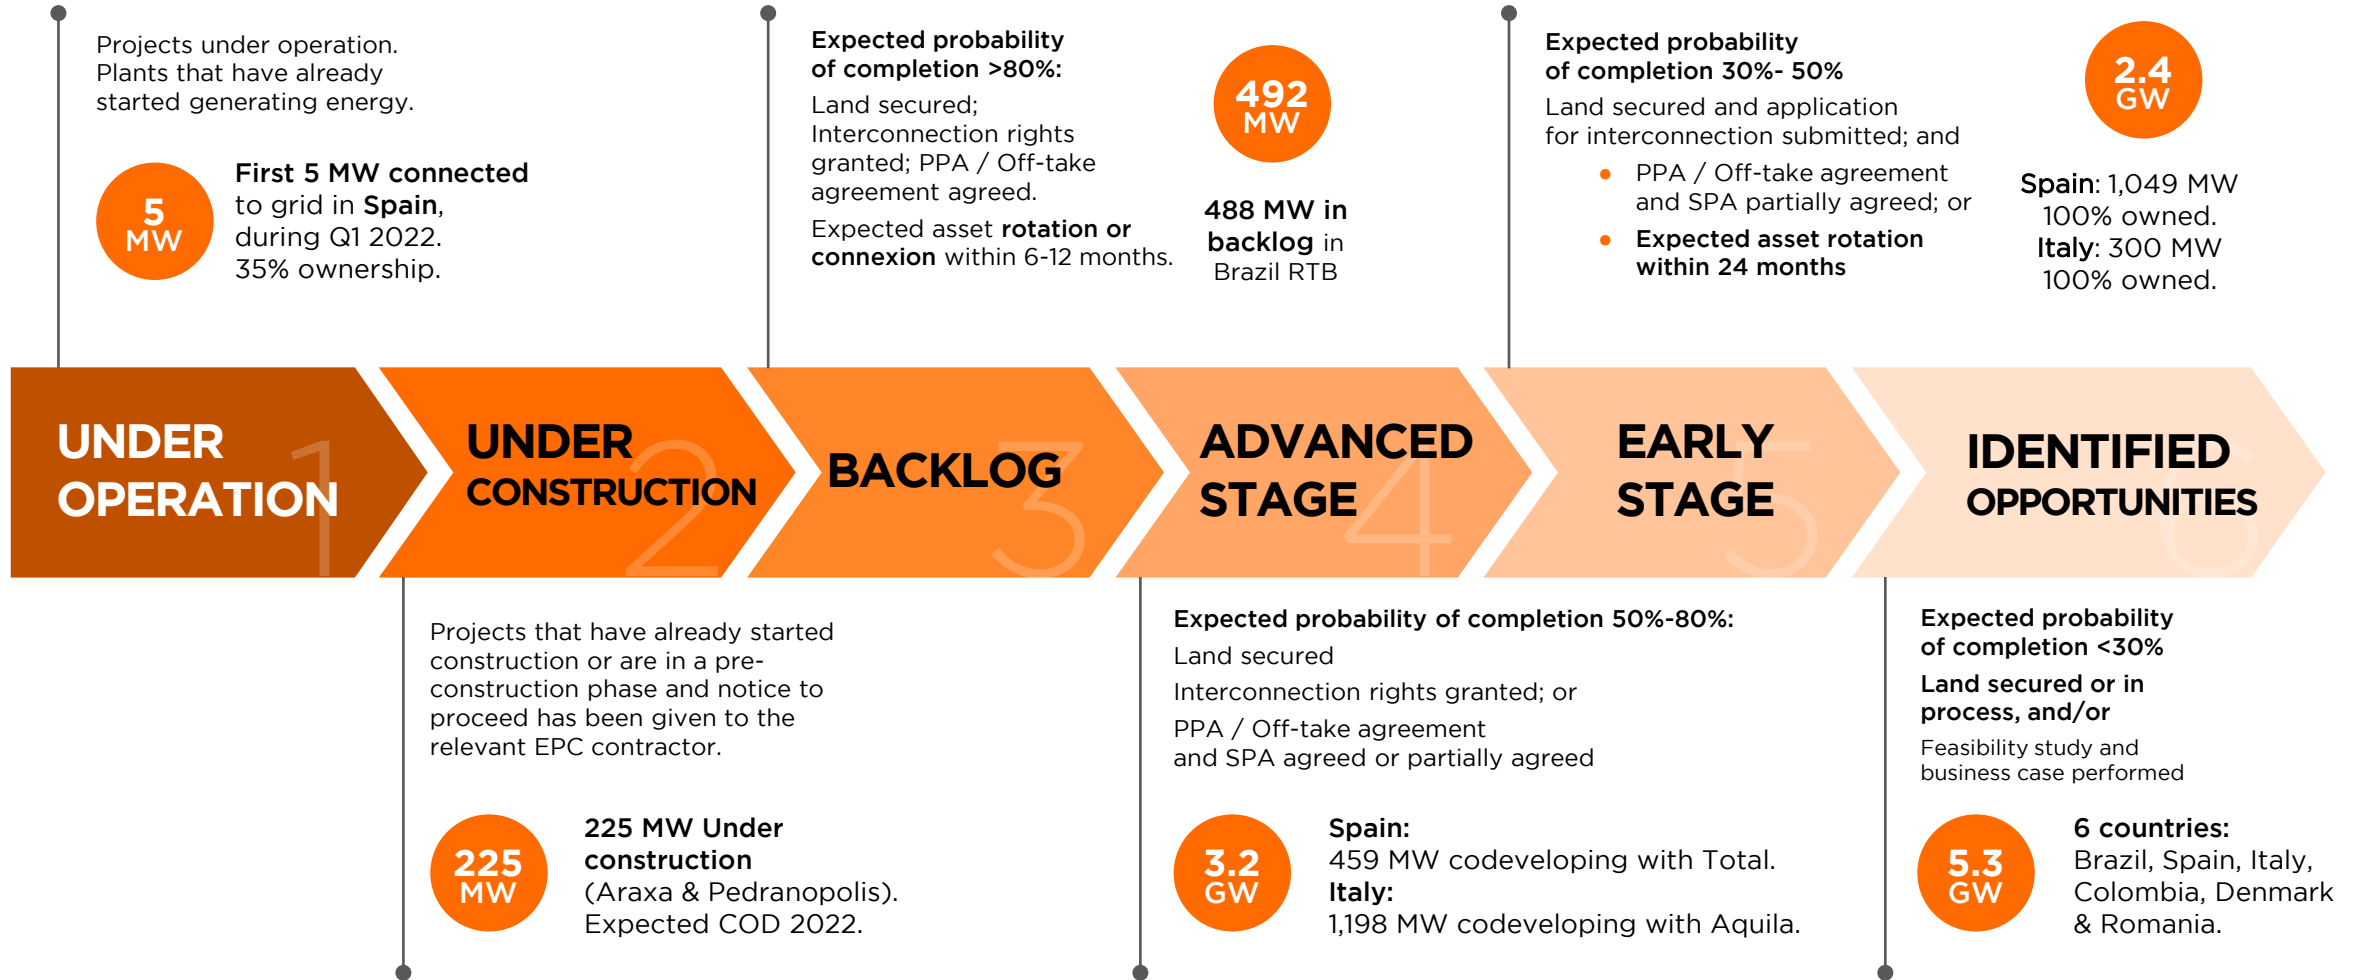 Projects under operation.
Plants that have already
started generating energy.
5
MW
First 5 MW connected
to grid in Spain,
during Q1 2022.
35% ownership.
Expected probability
of completion >80%:
Land secured;
Interconnection rights
granted; PPA / Off-take
agreement agreed.
Expected asset rotation or
connexion within 6-12 months.
492
MW
488 MW in
backlog in
Brazil RTB
Expected probability
of completion 30%- 50%
Land secured and application
for interconnection submitted; and
• PPA / Off-take agreement
and SPA partially agreed; or
• Expected asset rotation
within 24 months
2.4
GW
Spain: 1,049 MW
100% owned.
Italy: 300 MW
100% owned.
UNDER
OPERATION
1
UNDER
CONSTRUCTION
2
BACKLOG
3
ADVANCED
STAGE
4
EARLY
STAGE
5
IDENTIFIED
OPPORTUNITIES
6
Projects that have already started
construction or are in a pre-
construction phase and notice to
proceed has been given to the
relevant EPC contractor.
225
MW
225 MW Under
construction
(Araxa & Pedranopolis).
Expected COD 2022.
Expected probability of completion 50%-80%:
Land secured
Interconnection rights granted; or
PPA / Off-take agreement
and SPA agreed or partially agreed
3.2
GW
Spain:
459 MW codeveloping with Total.
Italy:
1,198 MW codeveloping with Aquila.
Expected probability
of completion <30%
Land secured or in
process, and/or
Feasibility study and
business case performed
5.3
GW
6 countries:
Brazil, Spain, Italy,
Colombia, Denmark
& Romania.